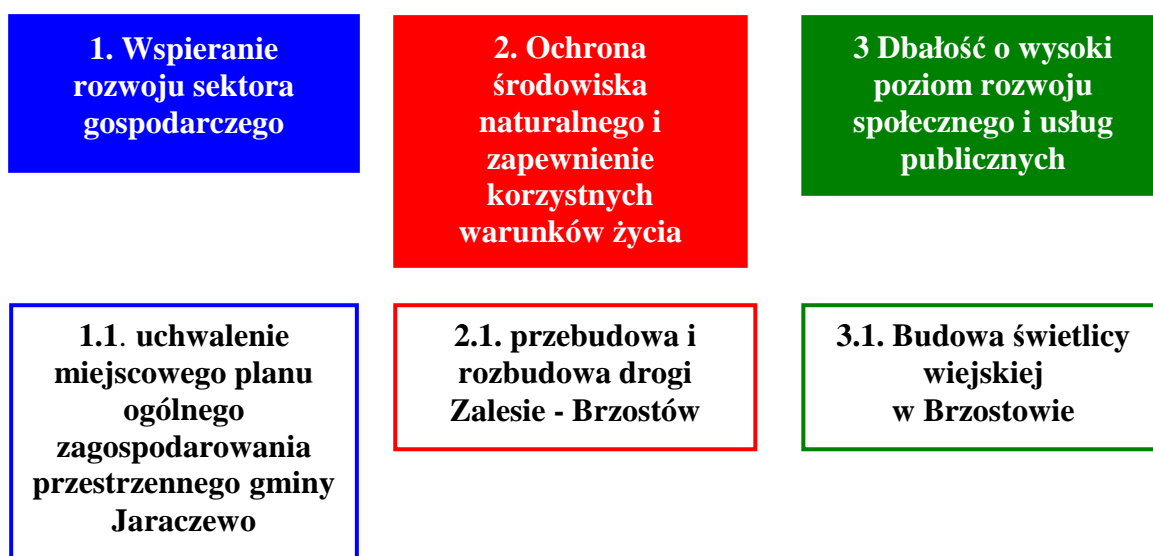 1. Wspieranie
rozwoju sektora
gospodarczego
2. Ochrona
środowiska
naturalnego i
zapewnienie
korzystnych
warunków życia
3 Dbałość o wysoki
poziom rozwoju
społecznego i usług
publicznych
1.1. uchwalenie
miejscowego planu
ogólnego
zagospodarowania
przestrzennego gminy
Jaraczewo
2.1. przebudowa i
rozbudowa drogi
Zalesie - Brzostów
3.1. Budowa świetlicy
wiejskiej
w Brzostowie